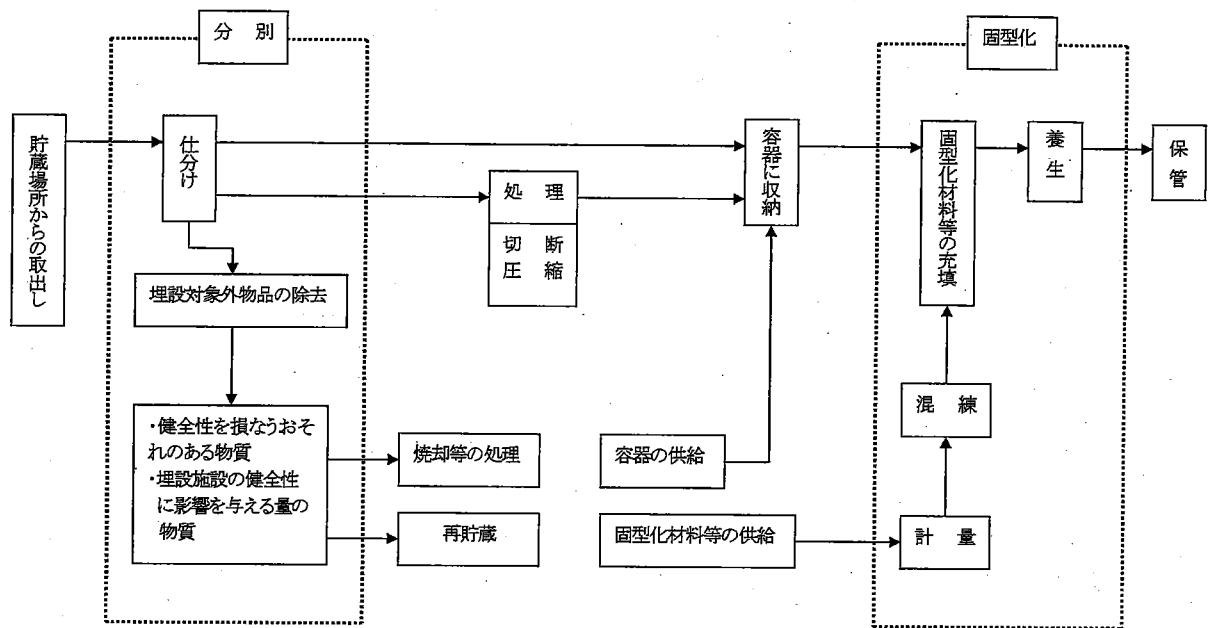 分　別
固型化
貯蔵場所からの取出し
仕分け
処　理
切　断
圧　縮
容器に収納
固型化材料等の充填
養生
保管
埋設対象外物品の除去
・健全性を損なうおそ
れのある物質
・埋設施設の健全性
に影響を与える量の
物質
焼却等の処理
再貯蔵
容器の供給
固型化材料等の供給
混　練
計　量